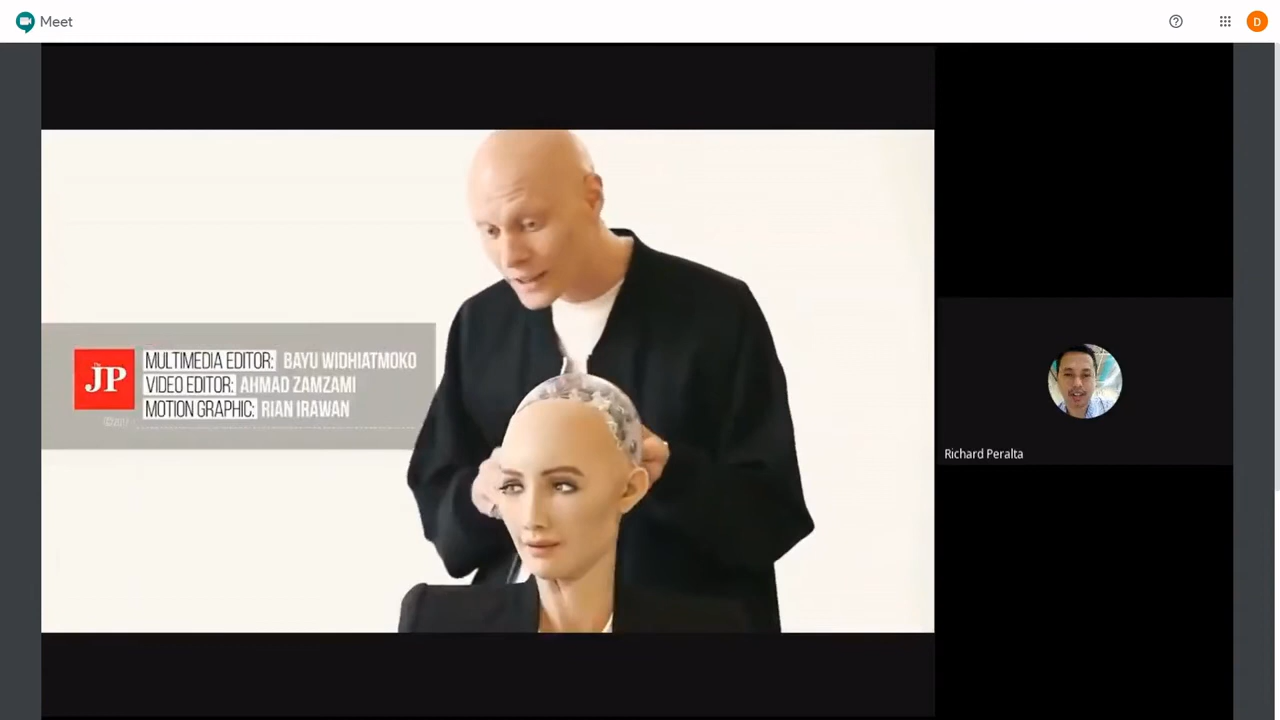 Meet
D
JP
MULTIMEDIA EDITOR: BAYU WIDHIATMOKO
VIDEO EDITOR: AHMAD ZAMZAMI
MOTION GRAPHIC: RIAN IRAWAN
Richard Peralta